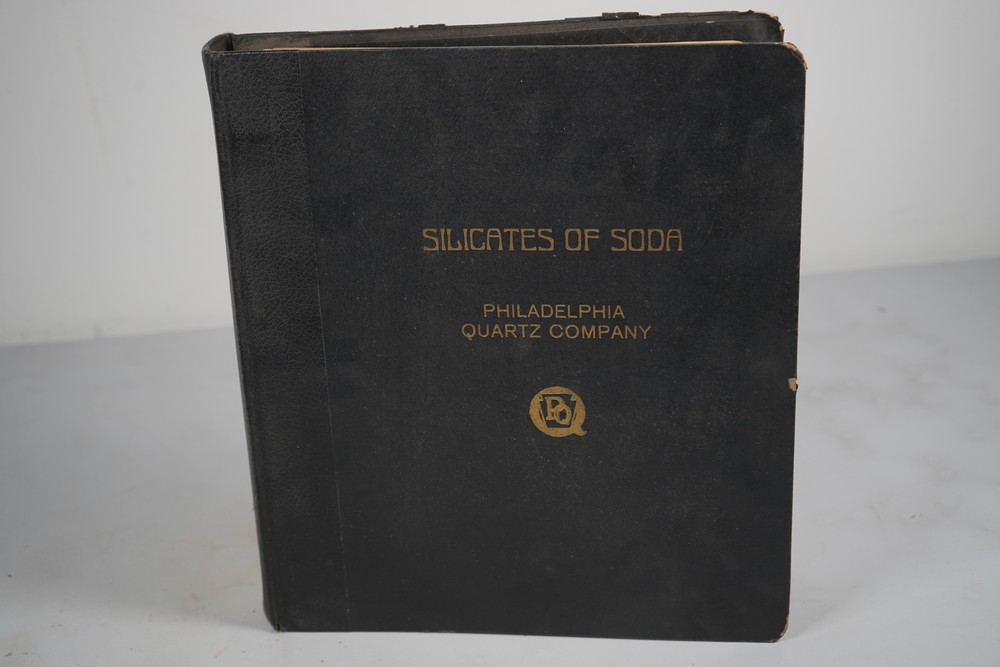 SILICATES OF SODA
PHILADELPHIA
QUARTZ COMPANY
PQ